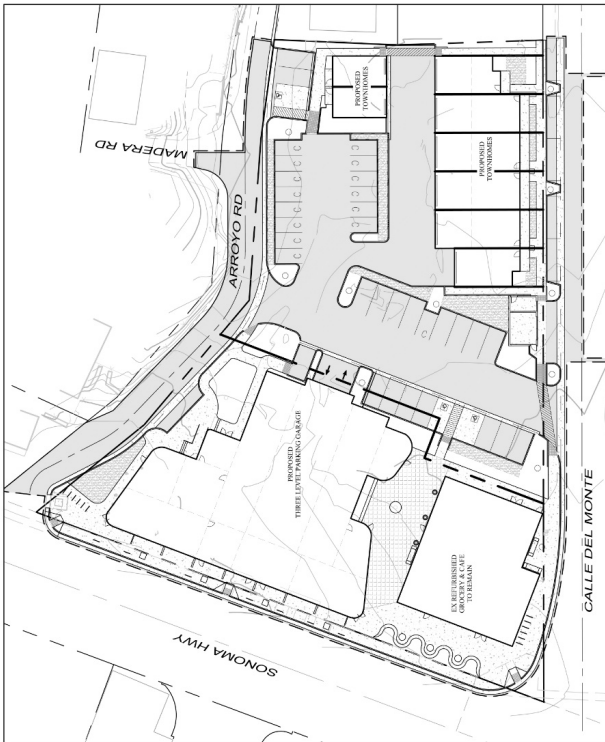 PROPOSED
TOWNHOMES
MADERA RD
PROPOSED
TOWNHOMES
ARROYO RD
PROPOSED
THREE LEVEL PARKING GARAGE
EX REFURBISHED
GROCERY & CAFE
TO REMAIN
CALLE DEL MONTE
SONOMA HWY